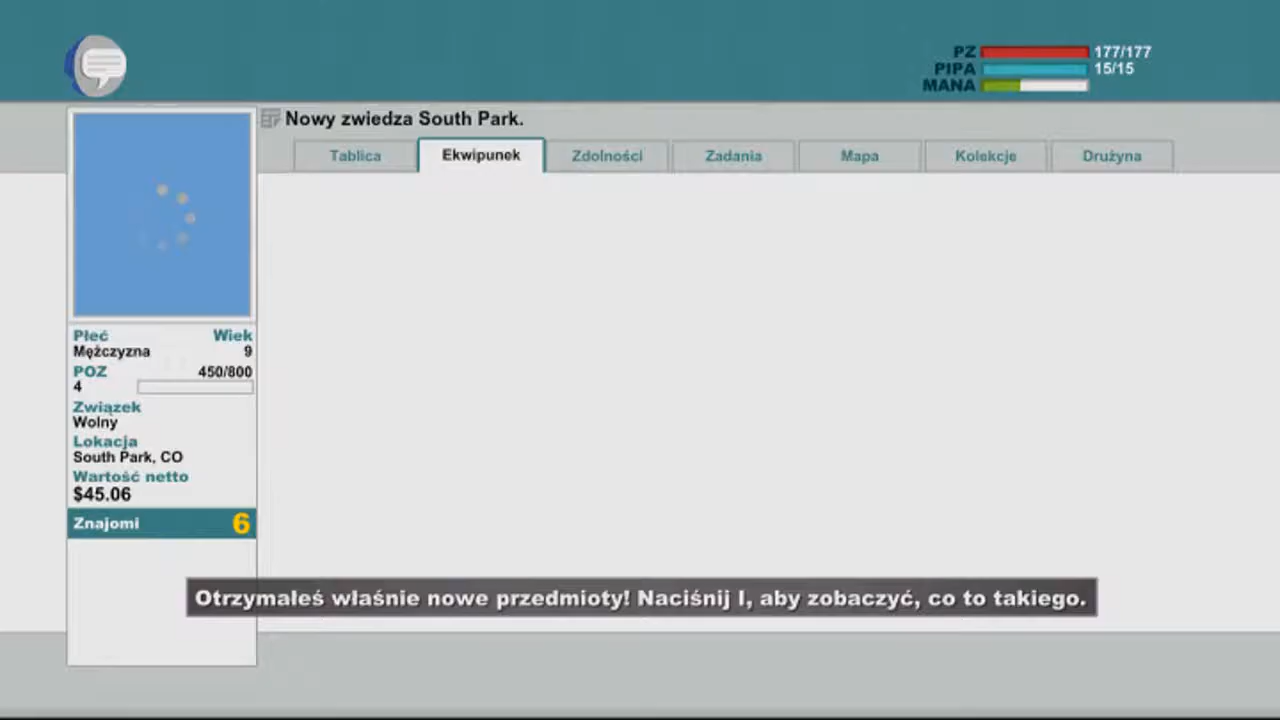 PZ 177/177
PIPA 15/15
MANA
Nowy zwiedza South Park.
Tablica Ekwipunek Zdolności Zadania Mapa Kolekcje Drużyna
Płeć Wiek
Mężczyzna 9
POZ 450/800
4
Związek
Wolny
Lokacja
South Park, CO
Wartość netto
$45.06
Znajomi 6
Otrzymałeś właśnie nowe przedmioty! Naciśnij I, aby zobaczyć, co to takiego.